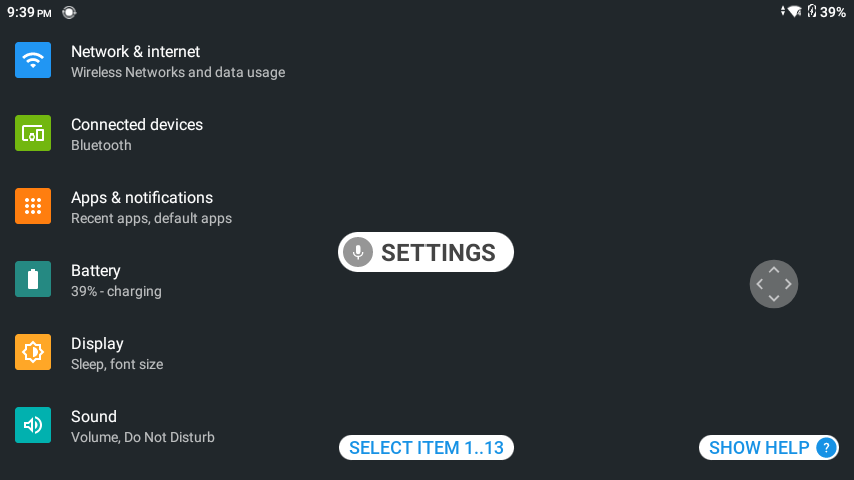 9:39 PM
39%
Network & internet
Wireless Networks and data usage
Connected devices
Bluetooth
Apps & notifications
Recent apps, default apps
SETTINGS
Battery
39% - charging
Display
Sleep, font size
Sound
Volume, Do Not Disturb
SELECT ITEM 1..13
SHOW HELP ?